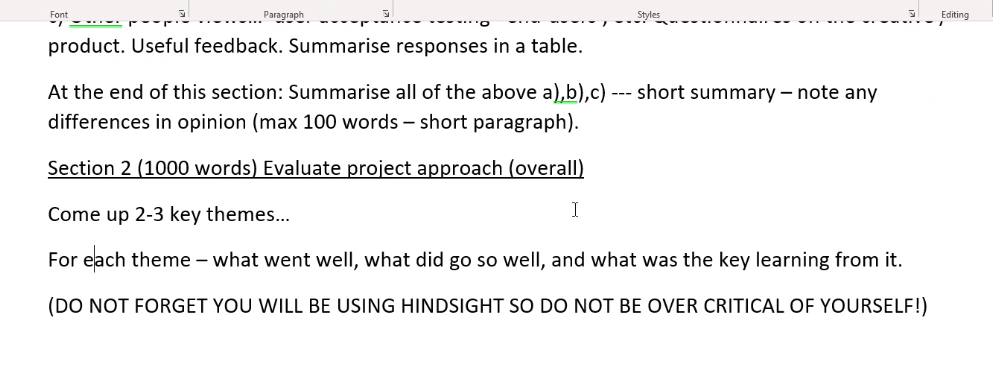 Font Paragraph Styles Editing
product. Useful feedback. Summarise responses in a table.
At the end of this section: Summarise all of the above a),b),c) --- short summary – note any
differences in opinion (max 100 words – short paragraph).
Section 2 (1000 words) Evaluate project approach (overall)
Come up 2-3 key themes...
For each theme – what went well, what did go so well, and what was the key learning from it.
(DO NOT FORGET YOU WILL BE USING HINDSIGHT SO DO NOT BE OVER CRITICAL OF YOURSELF!)